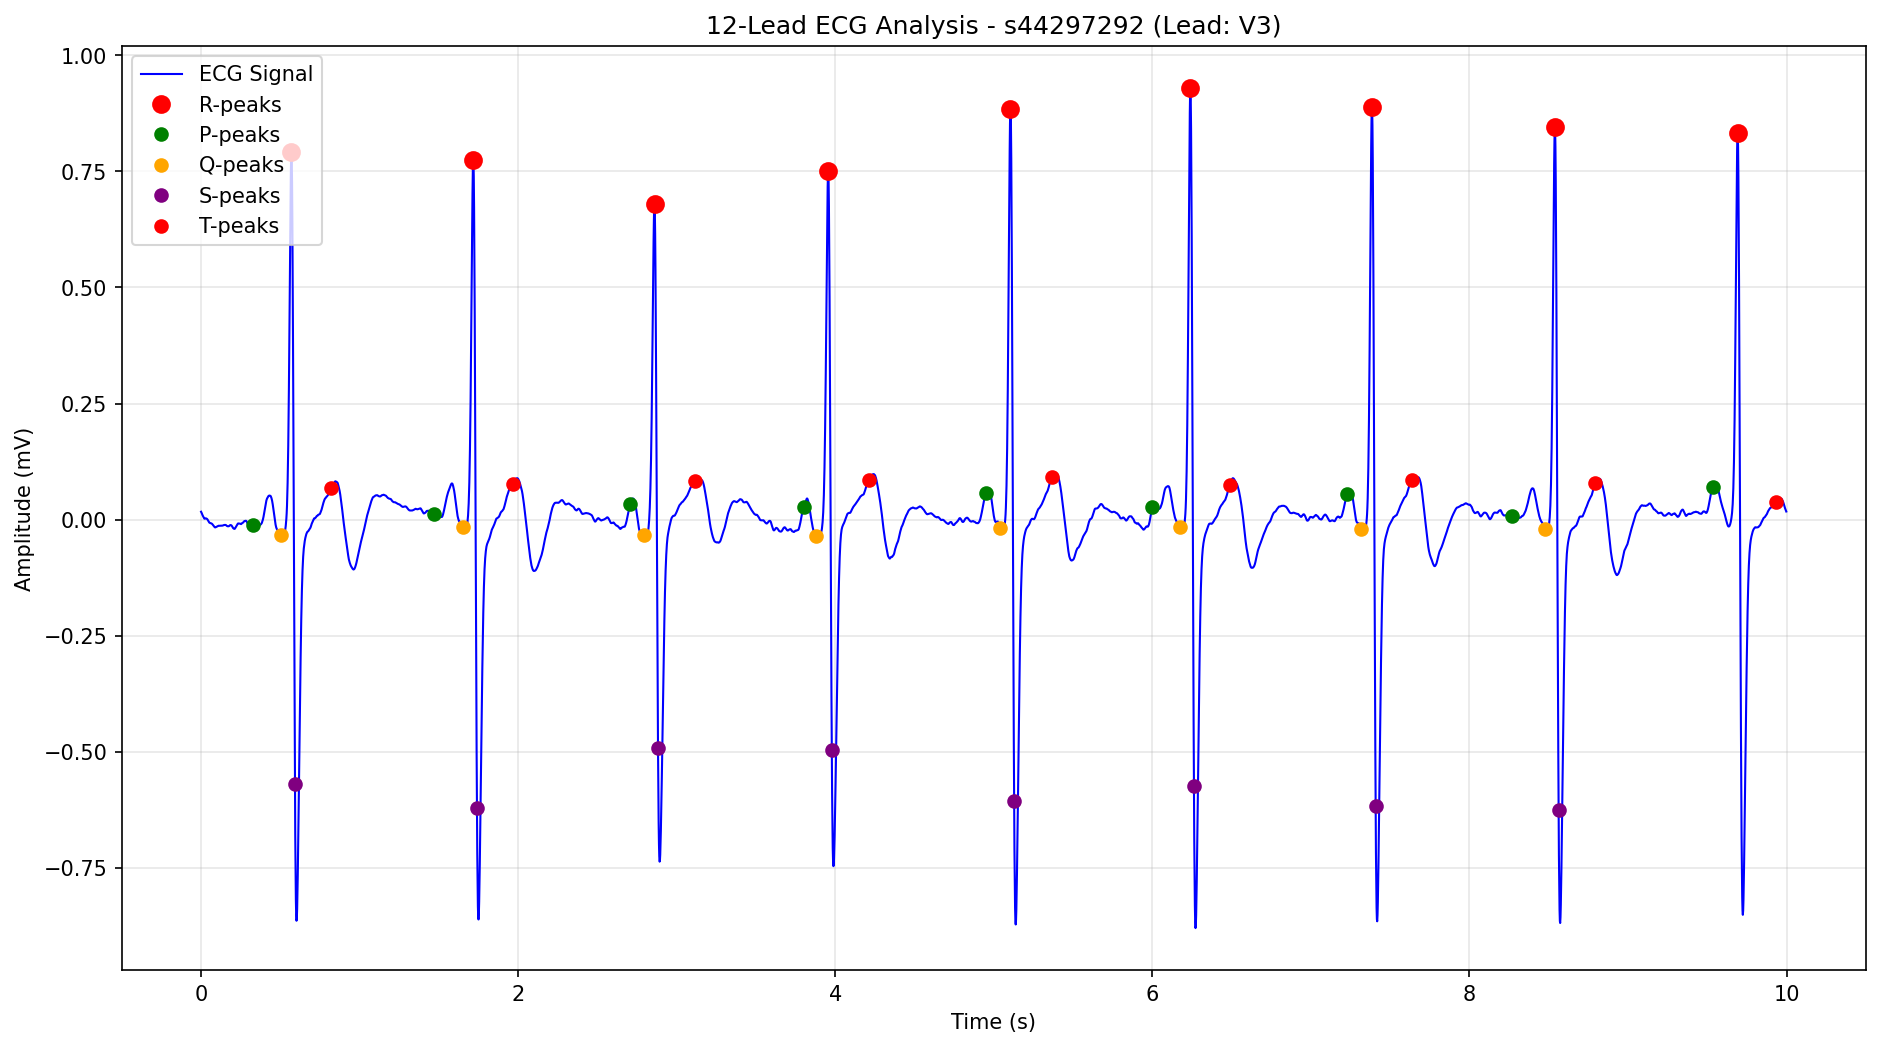 12-Lead ECG Analysis - s44297292 (Lead: V3)
ECG Signal
R-peaks
P-peaks
Q-peaks
S-peaks
T-peaks
1.00
0.75
0.50
0.25
0.00
−0.25
−0.50
−0.75
Amplitude (mV)
0 2 4 6 8 10
Time (s)